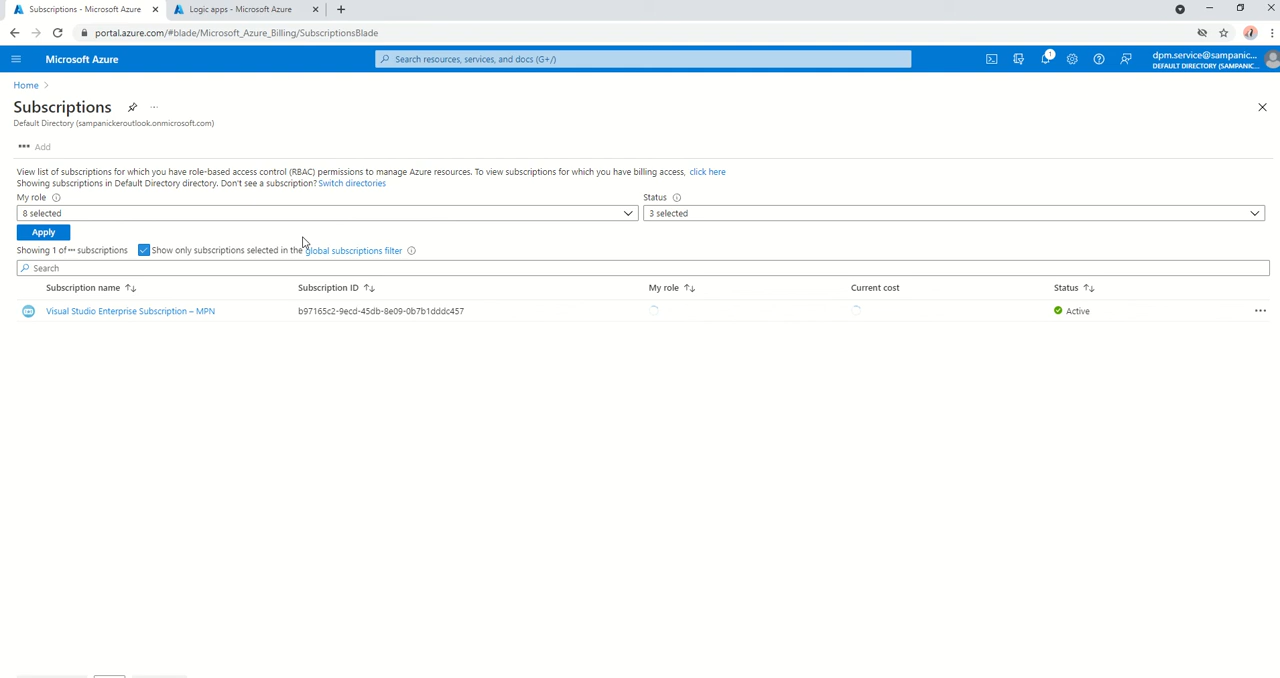 Subscriptions - Microsoft Azure
Logic apps - Microsoft Azure
portal.azure.com/#blade/Microsoft_Azure_Billing/SubscriptionsBlade
Microsoft Azure
Search resources, services, and docs (G+/)
1
dpm.service@sampanic...
DEFAULT DIRECTORY (SAMPANIC...
Home >
Subscriptions
Default Directory (sampanickeroutlook.onmicrosoft.com)
••• Add
View list of subscriptions for which you have role-based access control (RBAC) permissions to manage Azure resources. To view subscriptions for which you have billing access, click here
Showing subscriptions in Default Directory directory. Don't see a subscription? Switch directories
My role
Status
8 selected
3 selected
Apply
Showing 1 of ••• subscriptions
Show only subscriptions selected in the global subscriptions filter
Search
Subscription name ↑↓ Subscription ID ↑↓ My role ↑↓ Current cost Status ↑↓
Visual Studio Enterprise Subscription – MPN b97165c2-9ecd-45db-8e09-0b7b1dddc457 Active •••